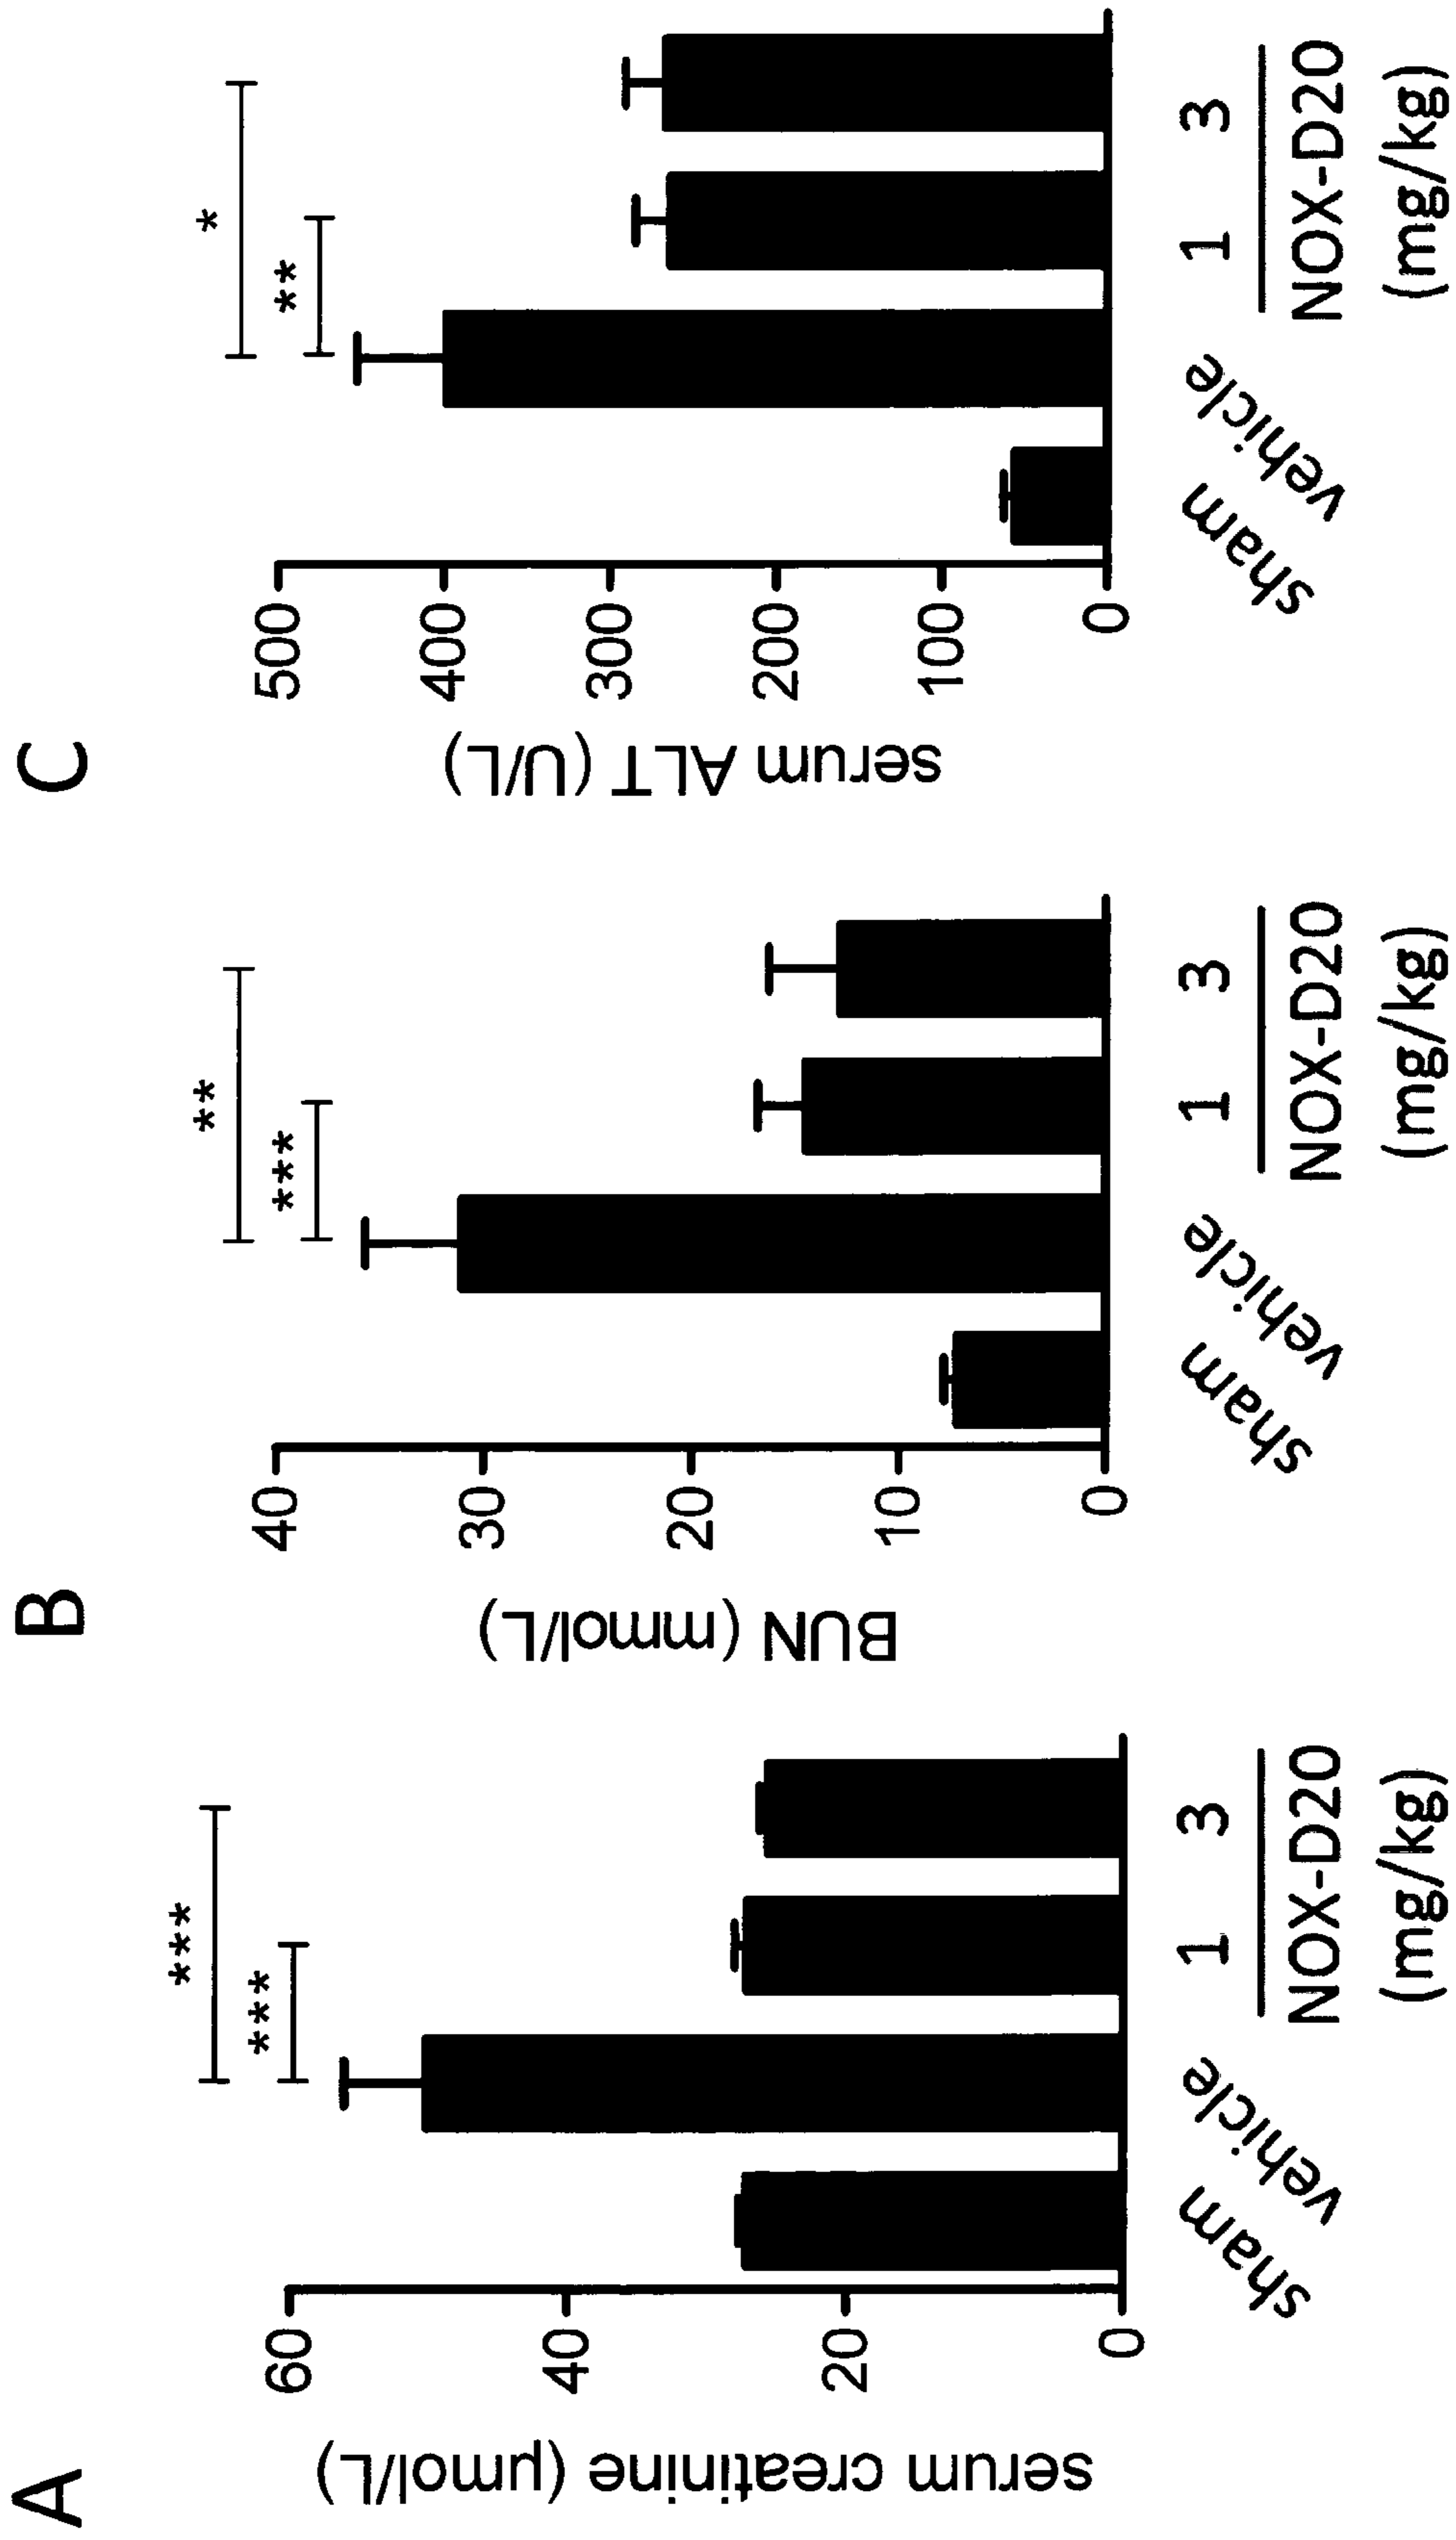 A
serum creatinine (µmol/L)
60
40
20
0
***
***
sham
vehicle
1
3
NOX-D20
(mg/kg)
B
BUN (mmol/L)
40
30
20
10
0
**
***
sham
vehicle
1
3
NOX-D20
(mg/kg)
C
serum ALT (U/L)
500
400
300
200
100
0
*
**
sham
vehicle
1
3
NOX-D20
(mg/kg)